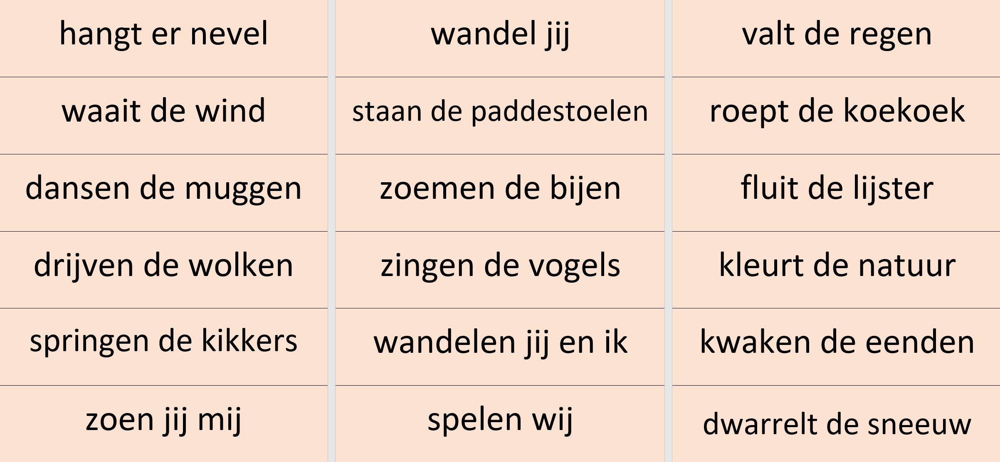 hangt er nevel
waait de wind
dansen de muggen
drijven de wolken
springen de kikkers
zoen jij mij
wandel jij
staan de paddestoelen
zoemen de bijen
zingen de vogels
wandelen jij en ik
spelen wij
valt de regen
roept de koekoek
fluit de lijster
kleurt de natuur
kwaken de eenden
dwarrelt de sneeuw